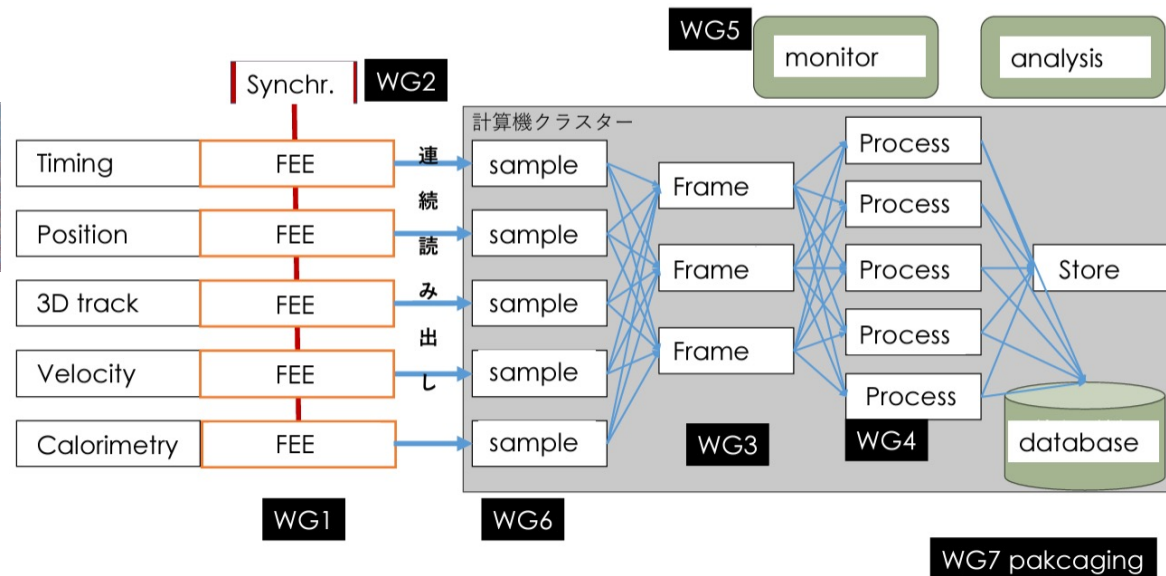 WG5
monitor
analysis
Synchr.
WG2
計算機クラスター
Timing
FEE
sample
Process
Position
FEE
sample
Frame
Process
3D track
FEE
sample
Frame
Process
Store
Velocity
FEE
sample
Frame
Process
Calorimetry
FEE
sample
Process
連続読み出し
WG3
WG4
database
WG1
WG6
WG7 pakcaging